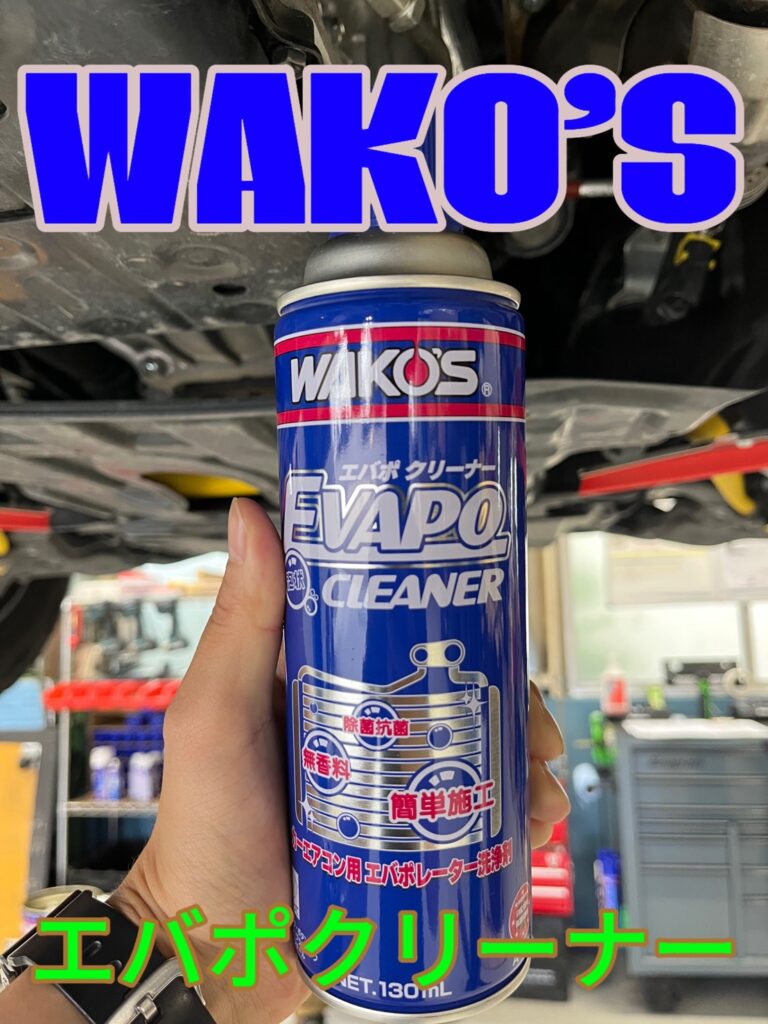 WAKO'S
WAKO'S®
エバポ クリーナー
EVAPO
泡状
CLEANER
除菌抗菌
無香料
簡単施工
カーエアコン用 エバポレーター洗浄剤
エバポクリーナー
NET.130mL